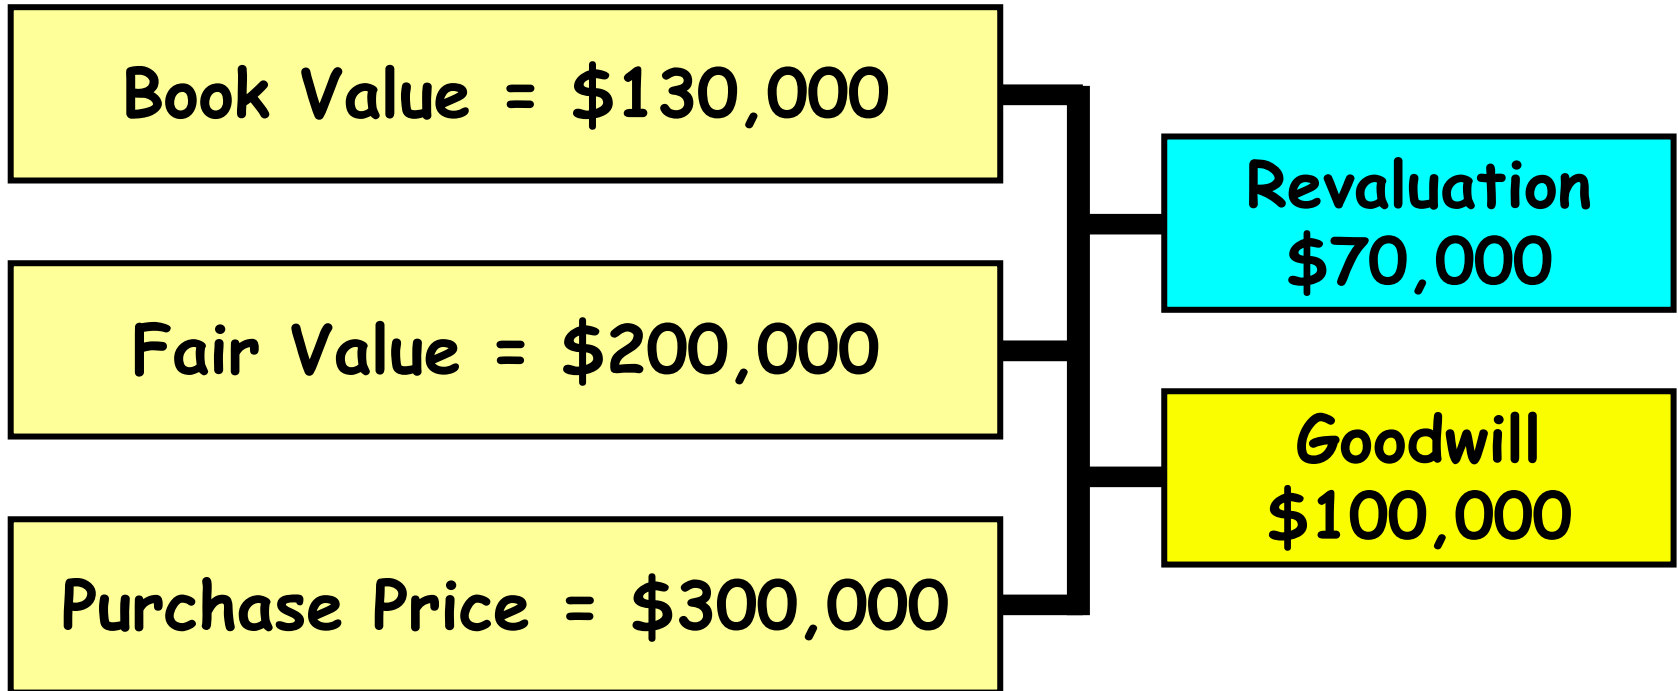 Book Value = $130,000
Revaluation
$70,000
Fair Value = $200,000
Goodwill
$100,000
Purchase Price = $300,000